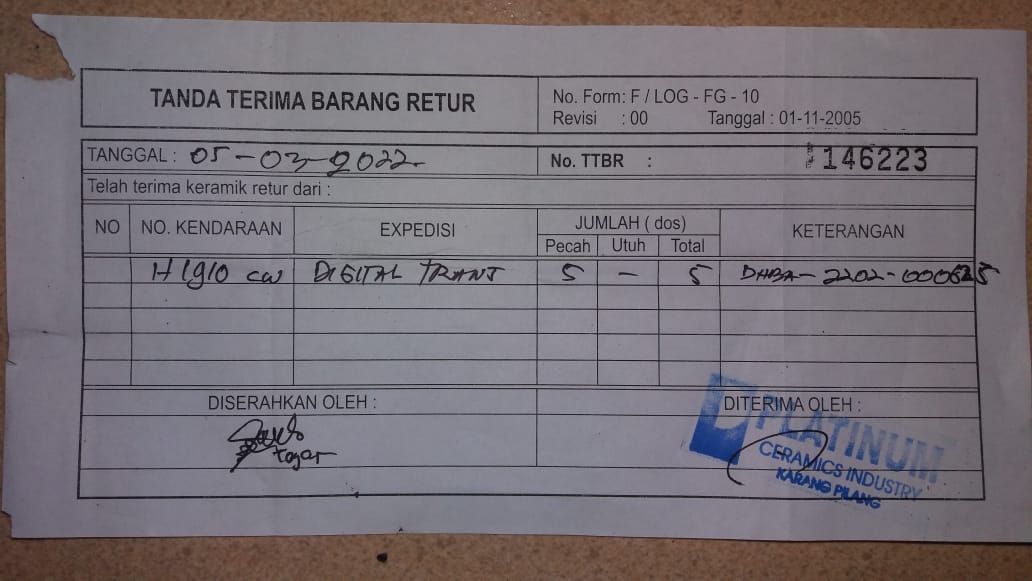 TANDA TERIMA BARANG RETUR
No. Form: F / LOG - FG - 10
Revisi : 00 Tanggal : 01-11-2005
TANGGAL : 05-03-2022.
No. TTBR : 146223
Telah terima keramik retur dari :
NO NO. KENDARAAN EXPEDISI JUMLAH ( dos) KETERANGAN
Pecah Utuh Total
H 1910 CW DIGITAL TRANS 5 - 5 DHBA-2202-000625
DISERAHKAN OLEH : DITERIMA OLEH :
PLATINUM
CERAMICS INDUSTRY
KARANG PILANG